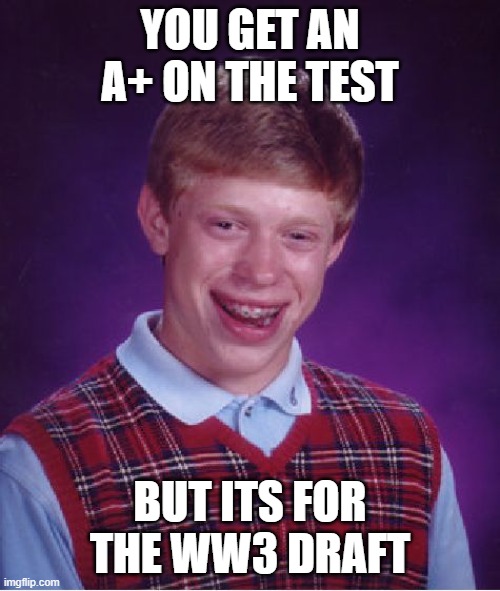 YOU GET AN
A+ ON THE TEST
BUT ITS FOR
THE WW3 DRAFT
imgflip.com